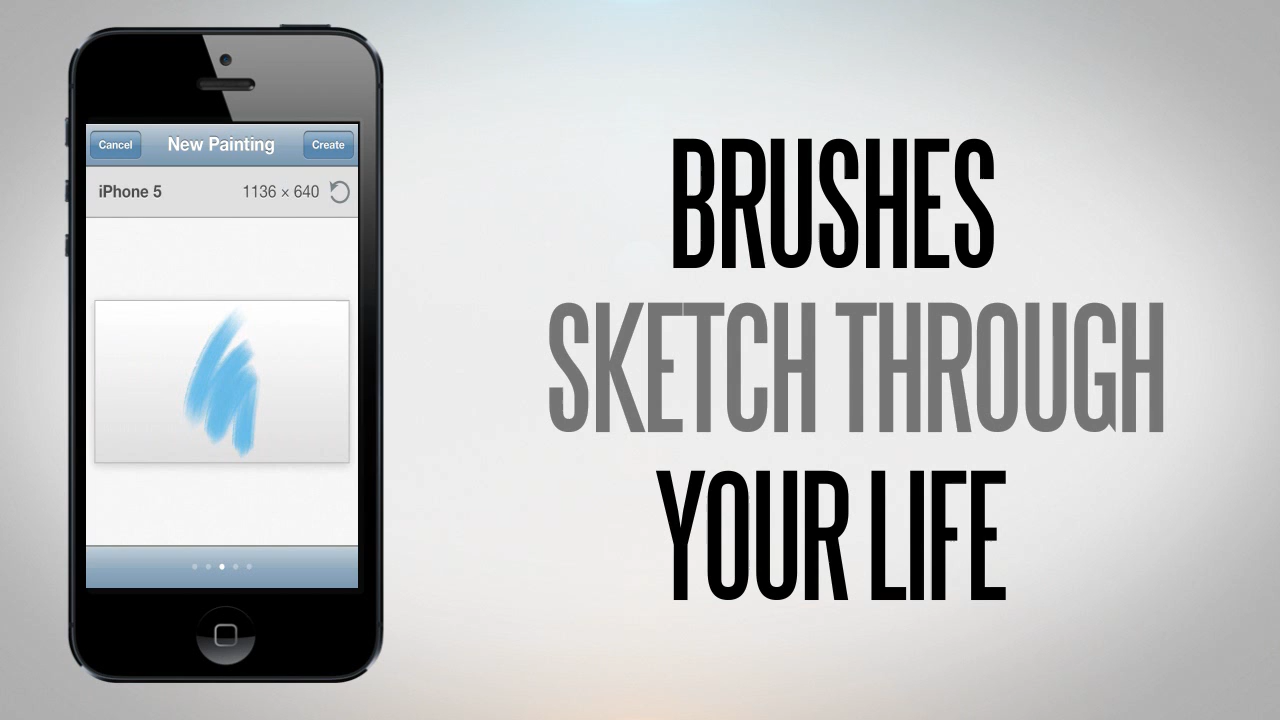 Cancel New Painting Create
iPhone 5 1136 × 640
BRUSHES
SKETCH THROUGH
YOUR LIFE